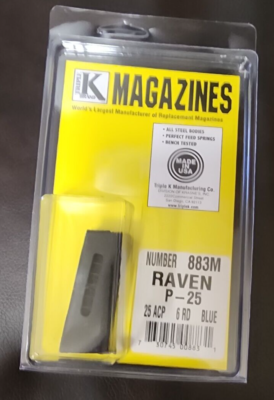 TRIPLE
K
MAGAZINES
World's Largest Manufacturer of Replacement Magazines
• ALL STEEL BODIES
• PERFECT FEED SPRINGS
• BENCH TESTED
MADE IN
USA
Triple K Manufacturing Co.
NUMBER 883M
RAVEN
P-25
25 ACP 6 RD BLUE